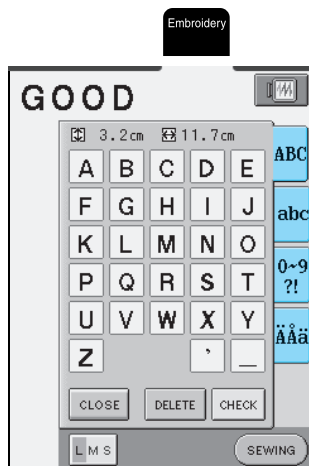 Embroidery
GOOD
3.2cm 11.7cm
A B C D E
F G H I J
K L M N O
P Q R S T
U V W X Y
Z ’ _
ABC
abc
0~9
?!
ÄÅä
CLOSE DELETE CHECK
L M S
SEWING